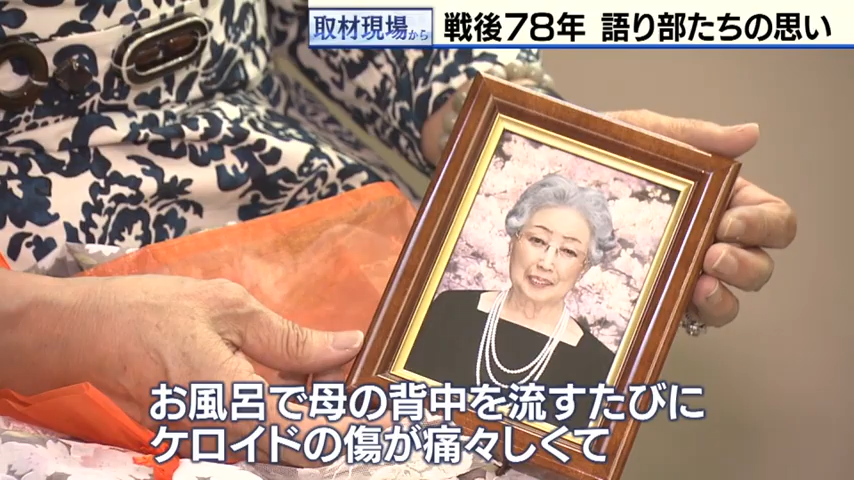 取材現場から
戦後78年 語り部たちの思い
お風呂で母の背中を流すたびに
ケロイドの傷が痛々しくて